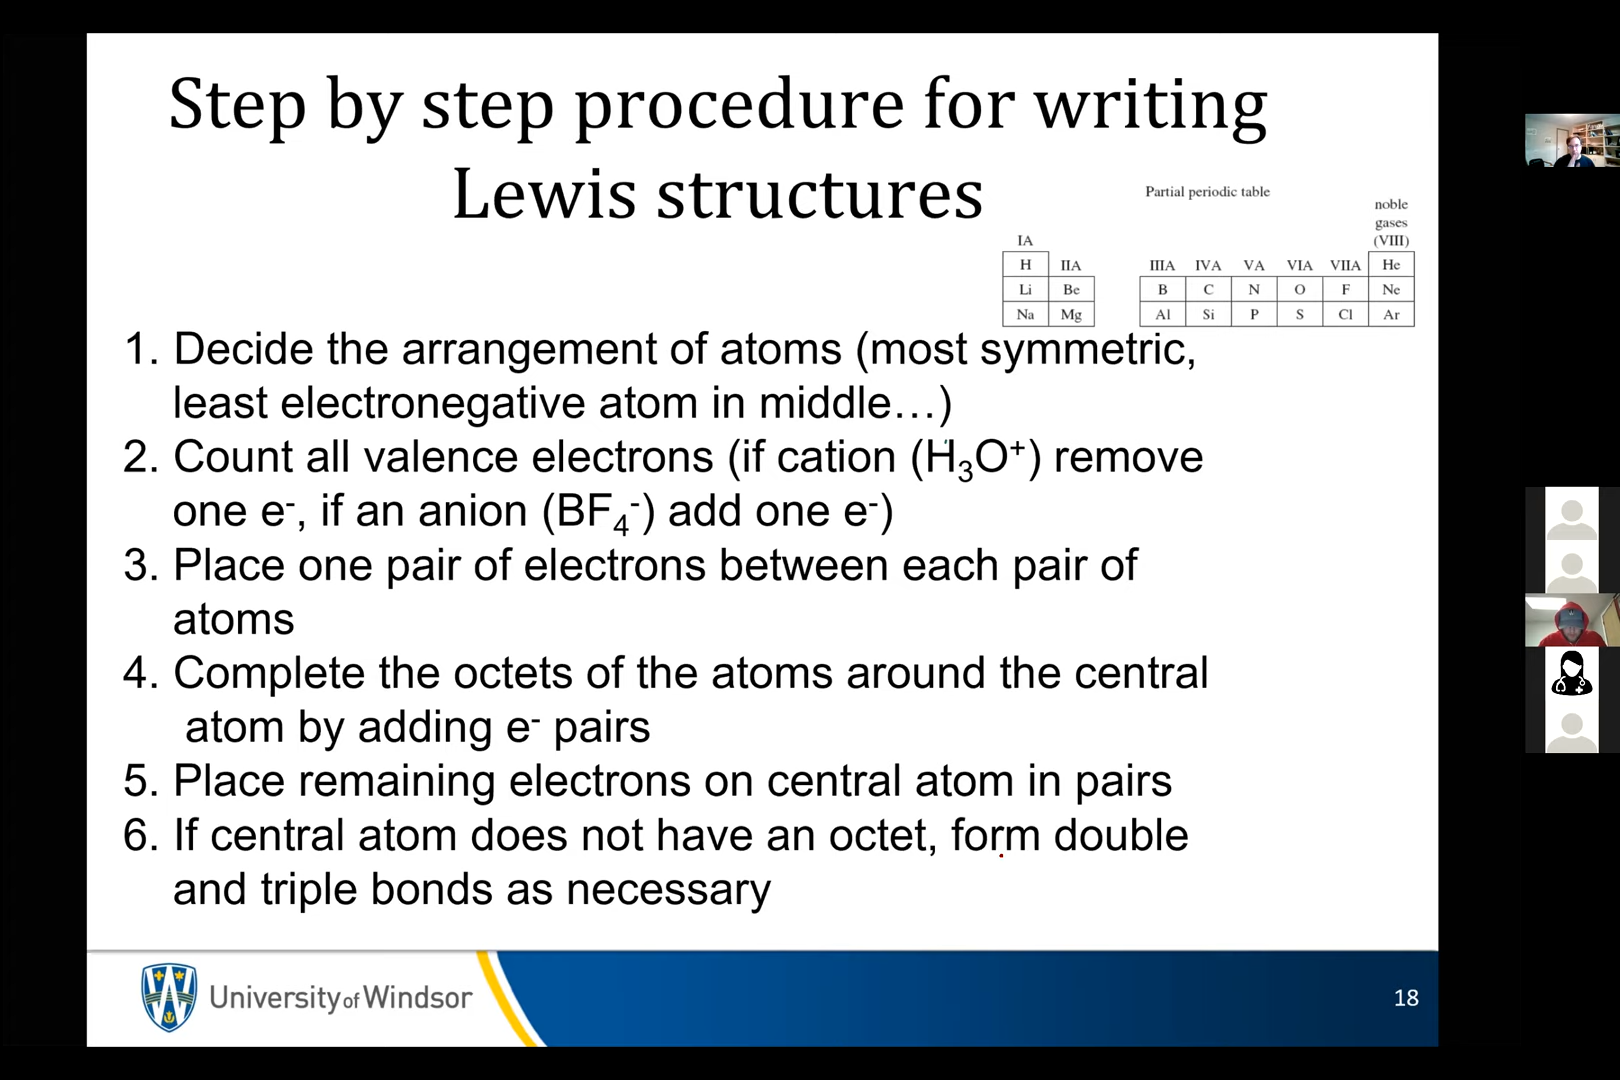 Step by step procedure for writing
Lewis structures
Partial periodic table
noble
gases
(VIII)
IA
H IIA IIIA IVA VA VIA VIIA He
Li Be B C N O F Ne
Na Mg Al Si P S Cl Ar
1. Decide the arrangement of atoms (most symmetric,
least electronegative atom in middle…)
2. Count all valence electrons (if cation (H₃O⁺) remove
one e⁻, if an anion (BF₄⁻) add one e⁻)
3. Place one pair of electrons between each pair of
atoms
4. Complete the octets of the atoms around the central
atom by adding e⁻ pairs
5. Place remaining electrons on central atom in pairs
6. If central atom does not have an octet, form double
and triple bonds as necessary
University of Windsor
18